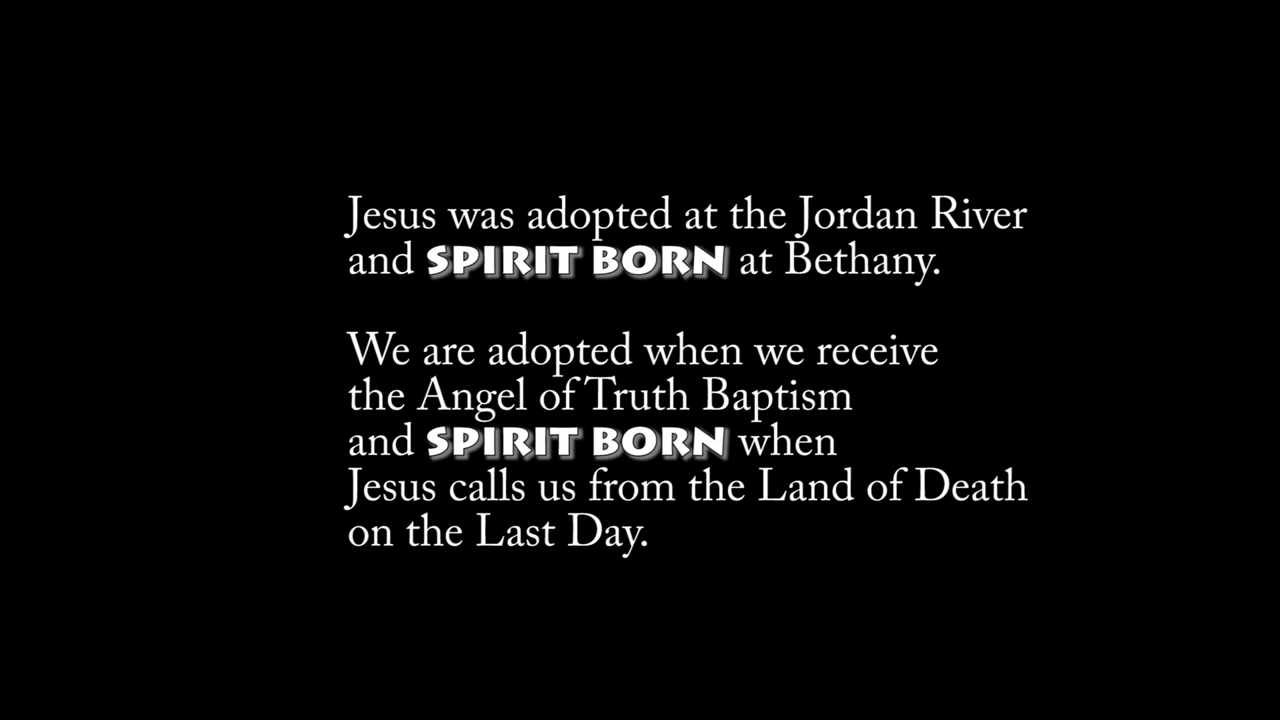 Jesus was adopted at the Jordan River
and SPIRIT BORN at Bethany.
We are adopted when we receive
the Angel of Truth Baptism
and SPIRIT BORN when
Jesus calls us from the Land of Death
on the Last Day.